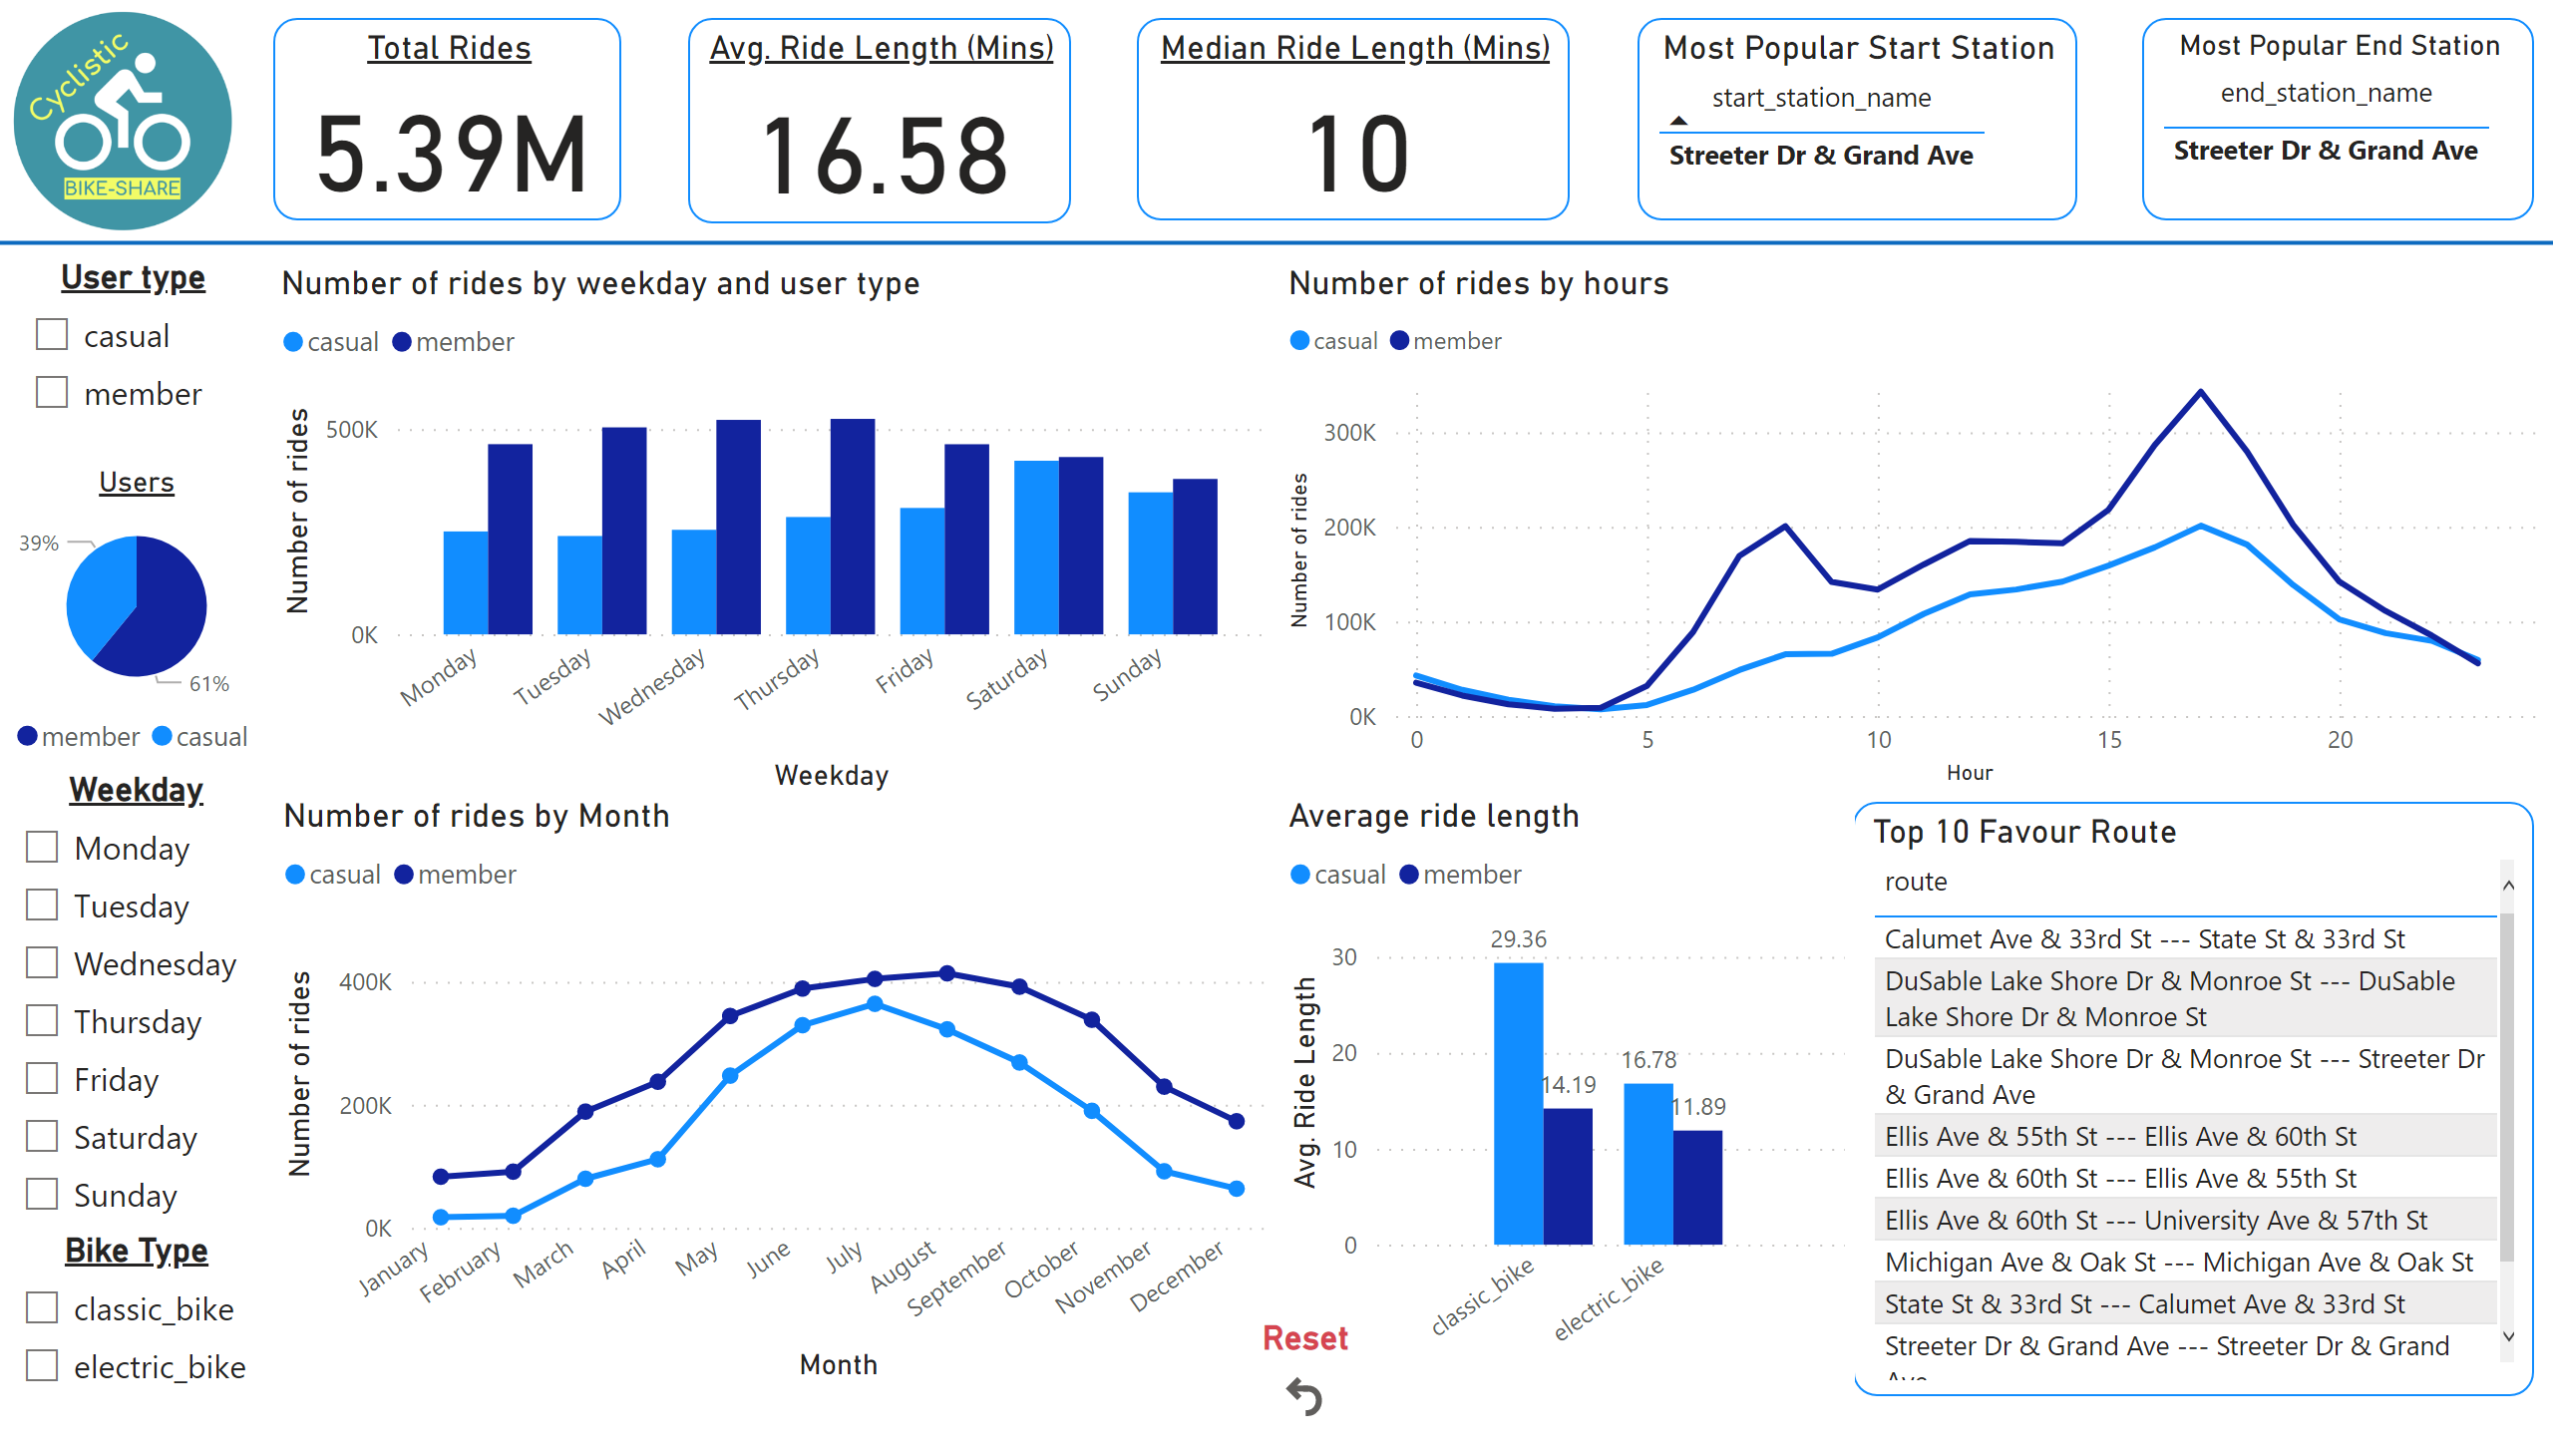 Cyclistic
BIKE-SHARE
Total Rides
5.39M
Avg. Ride Length (Mins)
16.58
Median Ride Length (Mins)
10
Most Popular Start Station
start_station_name
Streeter Dr & Grand Ave
Most Popular End Station
end_station_name
Streeter Dr & Grand Ave
User type
casual
member
Users
39%
61%
member casual
Weekday
Monday
Tuesday
Wednesday
Thursday
Friday
Saturday
Sunday
Bike Type
classic_bike
electric_bike
Number of rides by weekday and user type
casual member
Number of rides
500K
0K
Monday
Tuesday
Wednesday
Thursday
Friday
Saturday
Sunday
Weekday
Number of rides by hours
casual member
Number of rides
300K
200K
100K
0K
0 5 10 15 20
Hour
Number of rides by Month
casual member
Number of rides
400K
200K
0K
January
February
March
April
May
June
July
August
September
October
November
December
Month
Reset
Average ride length
casual member
Avg. Ride Length
30
20
10
0
29.36
14.19
16.78
11.89
classic_bike
electric_bike
Top 10 Favour Route
route
Calumet Ave & 33rd St --- State St & 33rd St
DuSable Lake Shore Dr & Monroe St --- DuSable
Lake Shore Dr & Monroe St
DuSable Lake Shore Dr & Monroe St --- Streeter Dr
& Grand Ave
Ellis Ave & 55th St --- Ellis Ave & 60th St
Ellis Ave & 60th St --- Ellis Ave & 55th St
Ellis Ave & 60th St --- University Ave & 57th St
Michigan Ave & Oak St --- Michigan Ave & Oak St
State St & 33rd St --- Calumet Ave & 33rd St
Streeter Dr & Grand Ave --- Streeter Dr & Grand